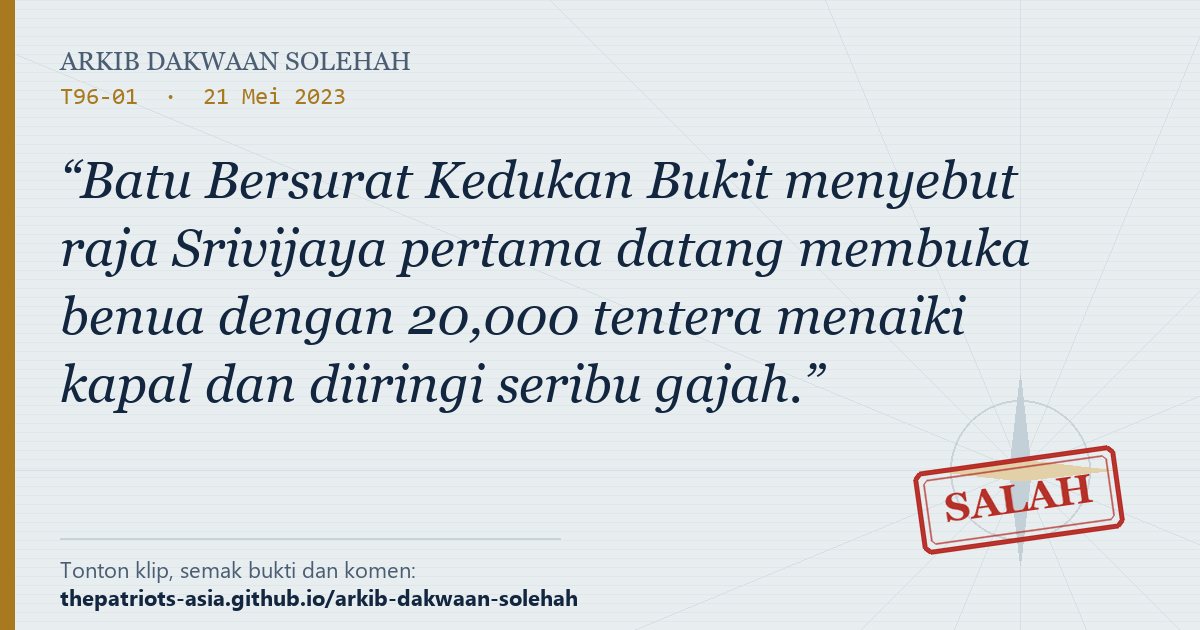 ARKIB DAKWAAN SOLEHAH
T96-01 · 21 Mei 2023
“Batu Bersurat Kedukan Bukit menyebut
raja Srivijaya pertama datang membuka
benua dengan 20,000 tentera menaiki
kapal dan diiringi seribu gajah.”
SALAH
Tonton klip, semak bukti dan komen:
thepatriots-asia.github.io/arkib-dakwaan-solehah